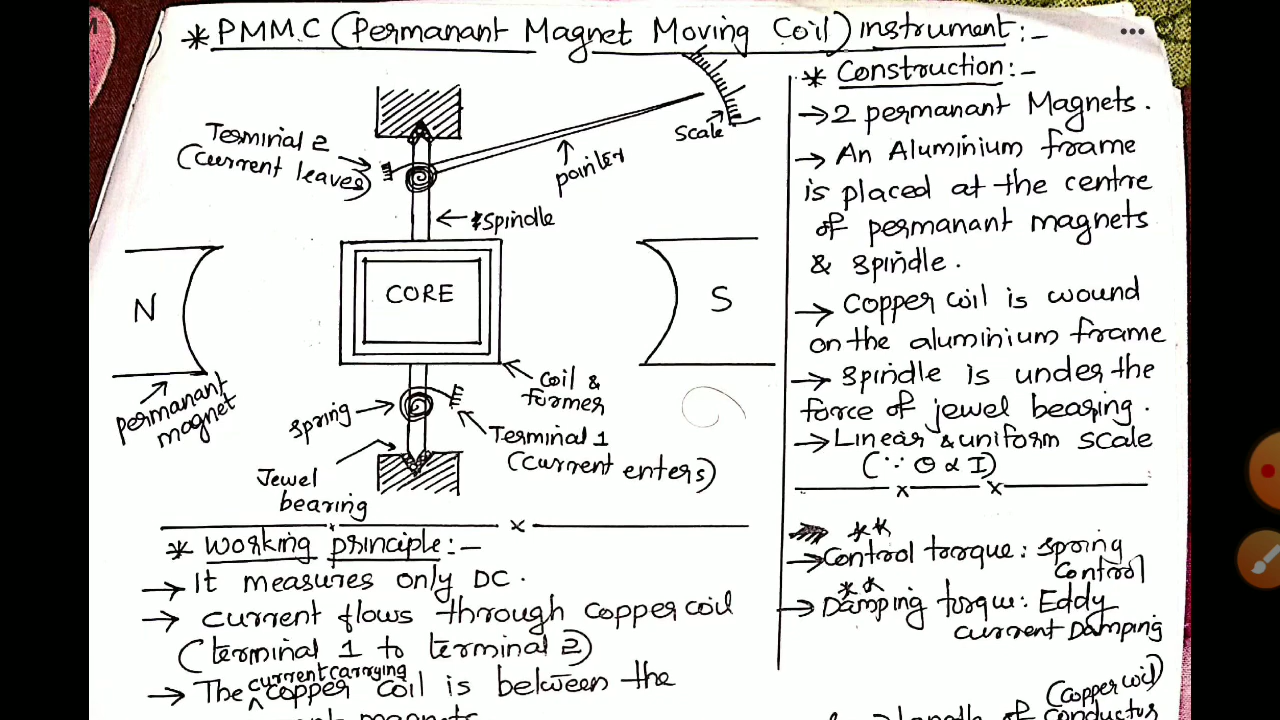 * PMMC (Permanant Magnet Moving Coil) instrument:-
Terminal 2
(current leaves)
Scale
pointer
spindle
N
CORE
S
permanant
magnet
coil &
former
spring
Terminal 1
(current enters)
Jewel
bearing
* Working principle:-
→ It measures only DC.
→ current flows through copper coil
(terminal 1 to terminal 2)
current carrying
→ The ^ copper coil is between the
magnets
* Construction:-
→ 2 permanant Magnets.
→ An Aluminium frame
is placed at the centre
of permanant magnets
& spindle.
→ Copper coil is wound
on the aluminium frame
→ spindle is under the
force of jewel bearing.
→ Linear & uniform scale
(∵ θ ∝ I)
**
→ Control torque: spring
control
**
→ Damping torque: Eddy
current Damping
(copper coil)
→ length of conductor